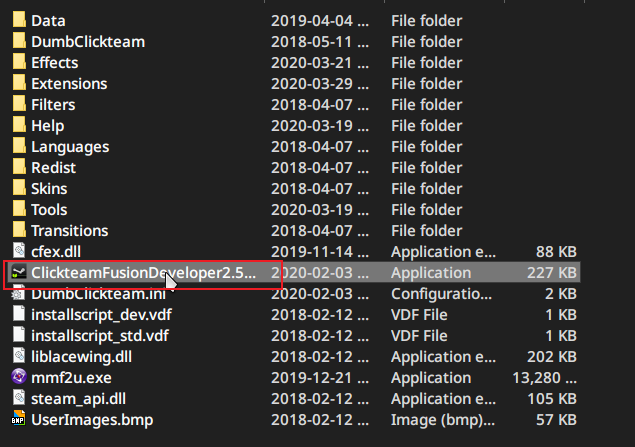 Data 2019-04-04 ... File folder
DumbClickteam 2018-05-11 ... File folder
Effects 2020-03-21 ... File folder
Extensions 2020-03-29 ... File folder
Filters 2018-04-07 ... File folder
Help 2020-03-19 ... File folder
Languages 2018-04-07 ... File folder
Redist 2018-04-07 ... File folder
Skins 2018-04-07 ... File folder
Tools 2020-03-19 ... File folder
Transitions 2018-04-07 ... File folder
cfex.dll 2019-11-14 ... Application e... 88 KB
ClickteamFusionDeveloper2.5... 2020-02-03 ... Application 227 KB
DumbClickteam.ini 2020-02-03 ... Configuratio... 2 KB
installscript_dev.vdf 2018-02-12 ... VDF File 1 KB
installscript_std.vdf 2018-02-12 ... VDF File 1 KB
liblacewing.dll 2018-02-12 ... Application e... 202 KB
mmf2u.exe 2019-12-21 ... Application 13,280 ...
steam_api.dll 2018-02-12 ... Application e... 105 KB
BMP UserImages.bmp 2018-02-12 ... Image (bmp)... 57 KB